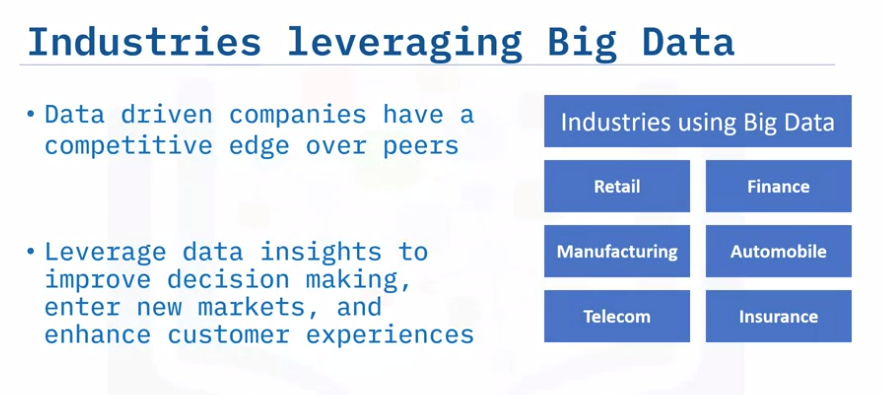 Industries leveraging Big Data
• Data driven companies have a
competitive edge over peers
• Leverage data insights to
improve decision making,
enter new markets, and
enhance customer experiences
Industries using Big Data
Retail
Finance
Manufacturing
Automobile
Telecom
Insurance